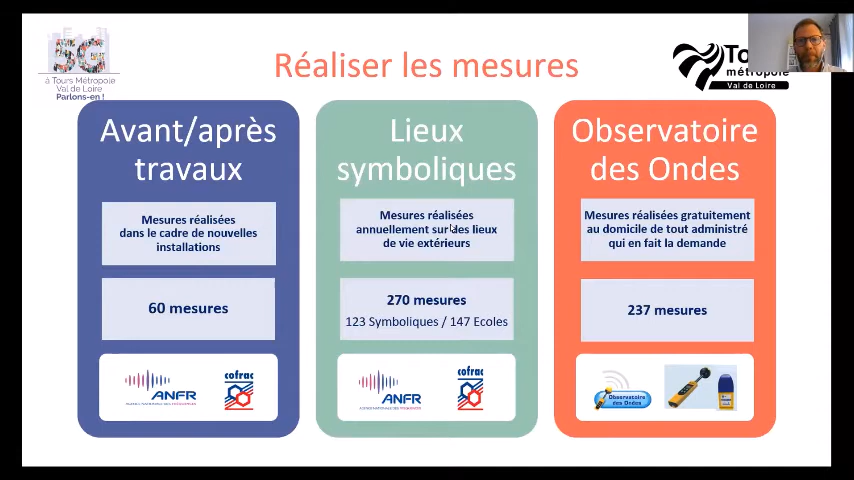 5G
à Tours Métropole
Val de Loire
Parlons-en !
Réaliser les mesures
To
métropole
Val de Loire
Avant/après
travaux
Mesures réalisées
dans le cadre de nouvelles
installations
60 mesures
ANFR
cofrac
Lieux
symboliques
Mesures réalisées
annuellement sur des lieux
de vie extérieurs
270 mesures
123 Symboliques / 147 Ecoles
ANFR
cofrac
Observatoire
des Ondes
Mesures réalisées gratuitement
au domicile de tout administré
qui en fait la demande
237 mesures
Observatoire
des Ondes